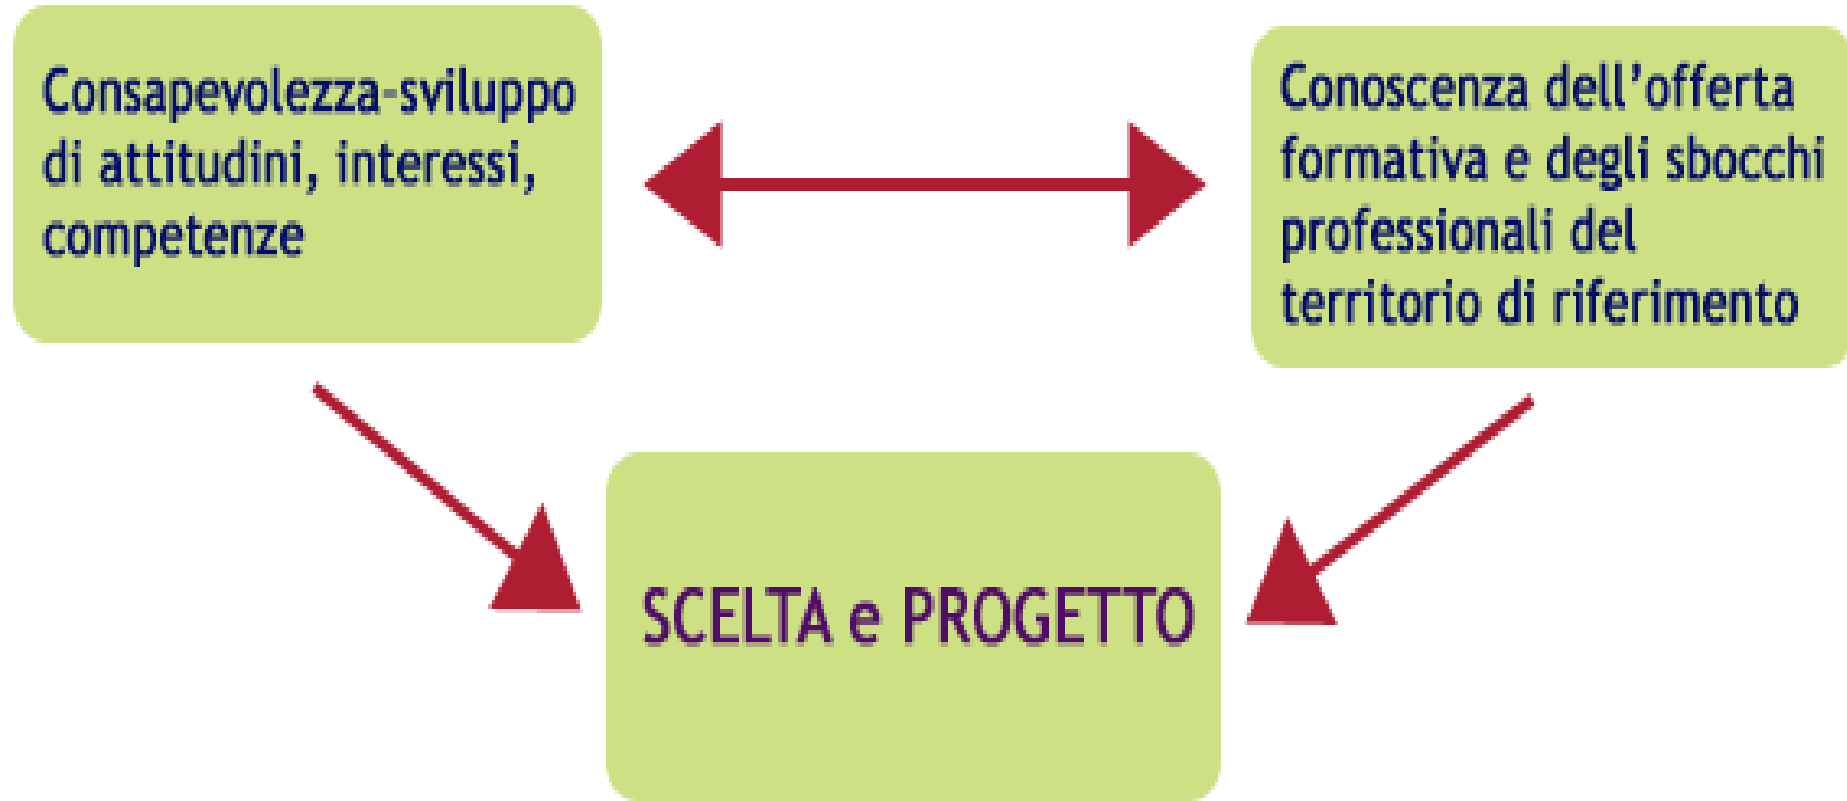 Consapevolezza-sviluppo
di attitudini, interessi,
competenze
Conoscenza dell’offerta
formativa e degli sbocchi
professionali del
territorio di riferimento
SCELTA e PROGETTO